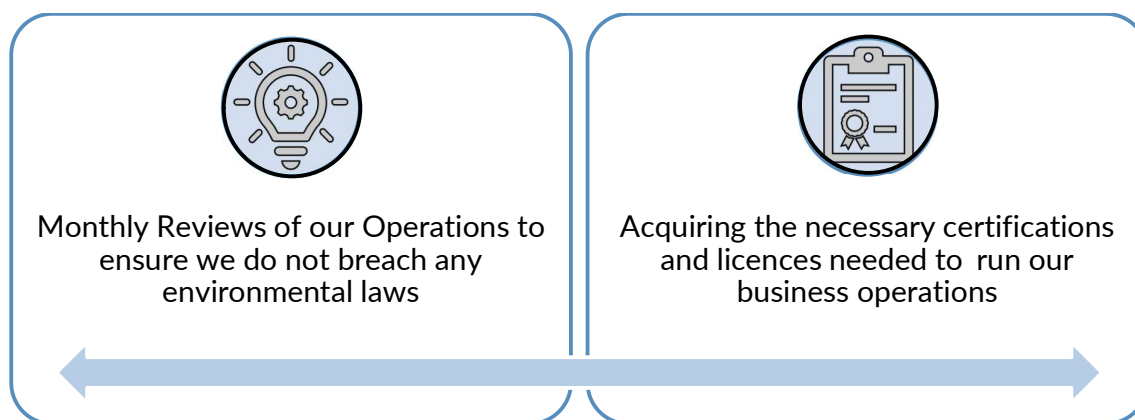 Monthly Reviews of our Operations to
ensure we do not breach any
environmental laws
Acquiring the necessary certifications
and licences needed to run our
business operations